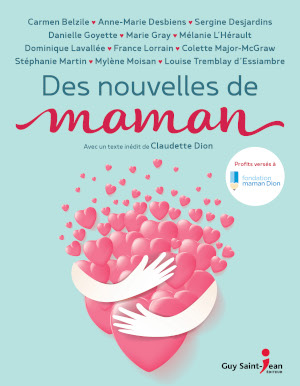 Carmen Belzile ♥ Anne-Marie Desbiens ♥ Sergine Desjardins
Danielle Goyette ♥ Marie Gray ♥ Mélanie L'Hérault
Dominique Lavallée ♥ France Lorrain ♥ Colette Major-McGraw
Stéphanie Martin ♥ Mylène Moisan ♥ Louise Tremblay d'Essiambre
Des nouvelles de
maman
Avec un texte inédit de Claudette Dion
Profits versés à
fondation
maman Dion
Guy Saint-Jean
ÉDITEUR